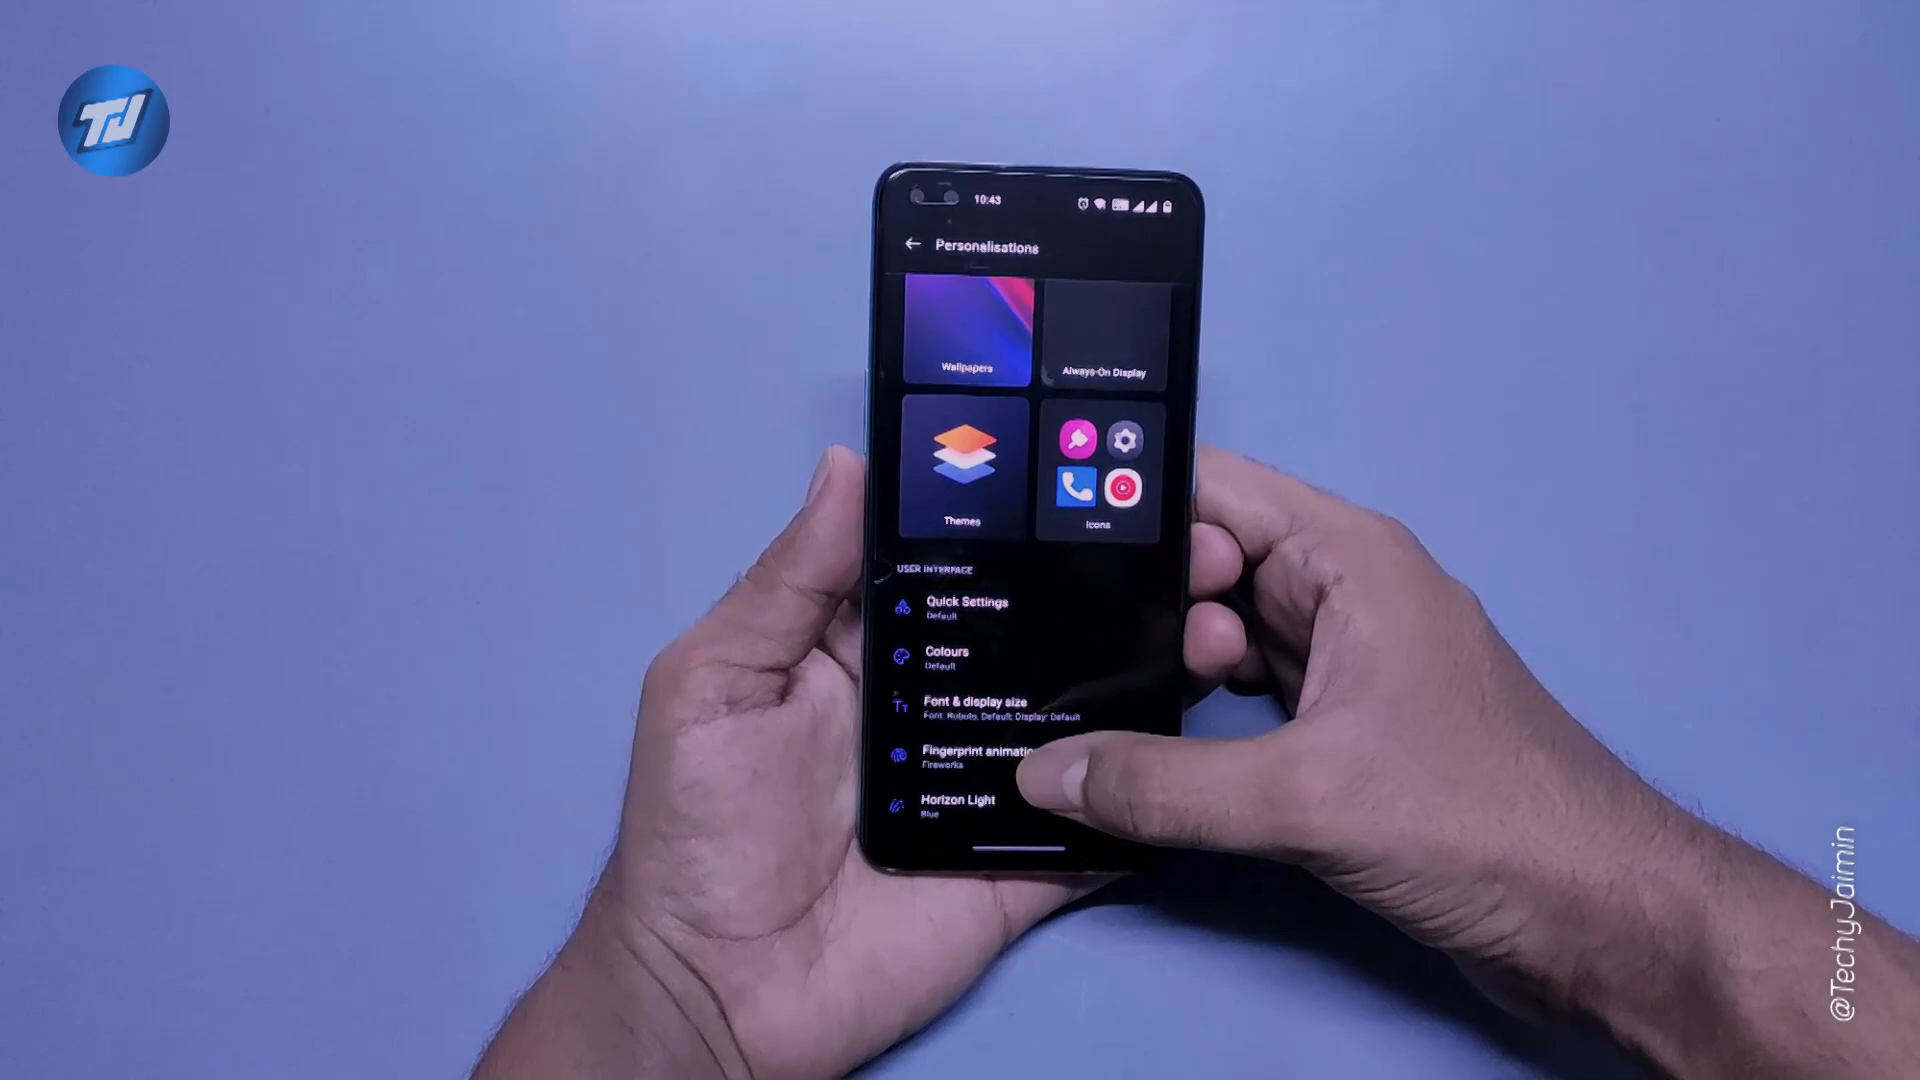 TJ
10:43
Personalisations
Wallpapers
Always-On Display
Themes
Icons
USER INTERFACE
Quick Settings
Default
Colours
Default
Font & display size
Font: Roboto, Default; Display: Default
Fingerprint animatio
Fireworks
Horizon Light
Blue
@TechyJaimin